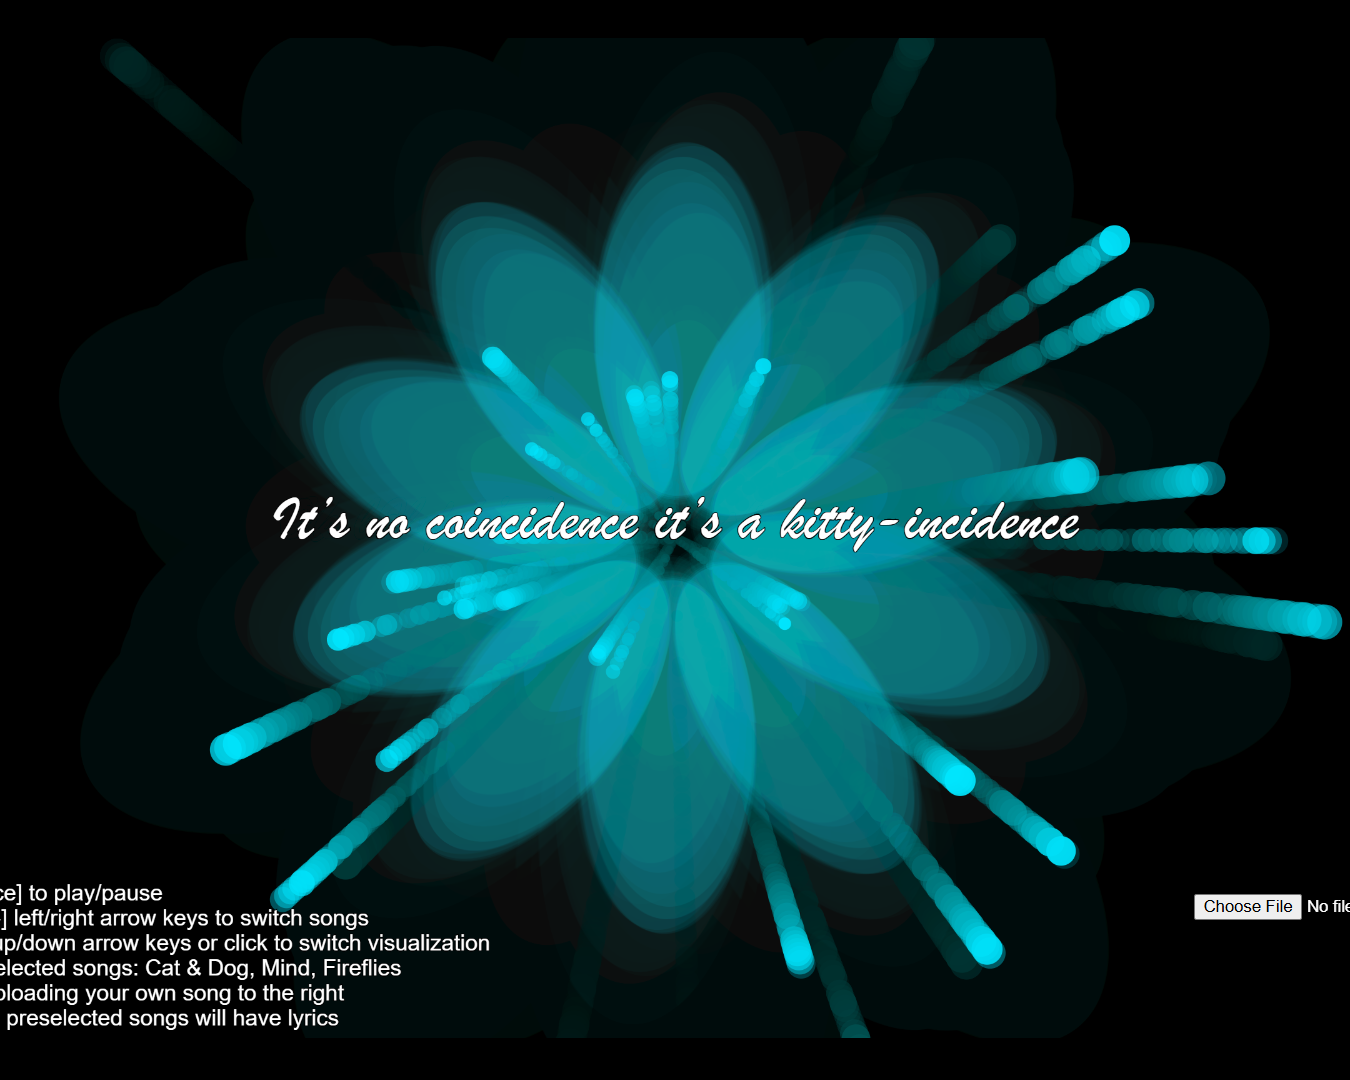 It's no coincidence it's a kitty-incidence
ce] to play/pause
] left/right arrow keys to switch songs
up/down arrow keys or click to switch visualization
elected songs: Cat & Dog, Mind, Fireflies
ploading your own song to the right
preselected songs will have lyrics
Choose File No file